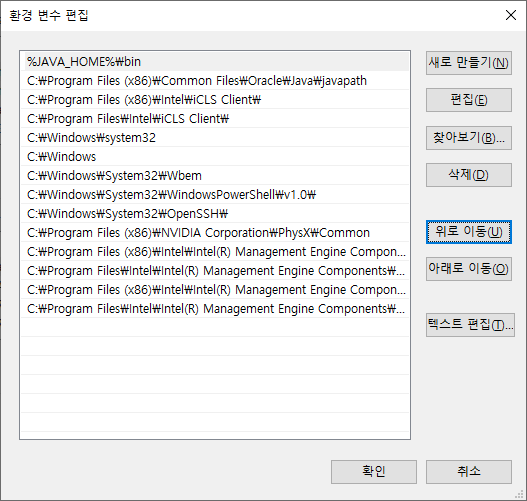 환경 변수 편집
%JAVA_HOME%₩bin
C:₩Program Files (x86)₩Common Files₩Oracle₩Java₩javapath
C:₩Program Files (x86)₩Intel₩iCLS Client₩
C:₩Program Files₩Intel₩iCLS Client₩
C:₩Windows₩system32
C:₩Windows
C:₩Windows₩System32₩Wbem
C:₩Windows₩System32₩WindowsPowerShell₩v1.0₩
C:₩Windows₩System32₩OpenSSH₩
C:₩Program Files (x86)₩NVIDIA Corporation₩PhysX₩Common
C:₩Program Files (x86)₩Intel₩Intel(R) Management Engine Compon...
C:₩Program Files₩Intel₩Intel(R) Management Engine Components₩...
C:₩Program Files (x86)₩Intel₩Intel(R) Management Engine Compon...
C:₩Program Files₩Intel₩Intel(R) Management Engine Components₩...
새로 만들기(N)
편집(E)
찾아보기(B)...
삭제(D)
위로 이동(U)
아래로 이동(O)
텍스트 편집(T)...
확인
취소